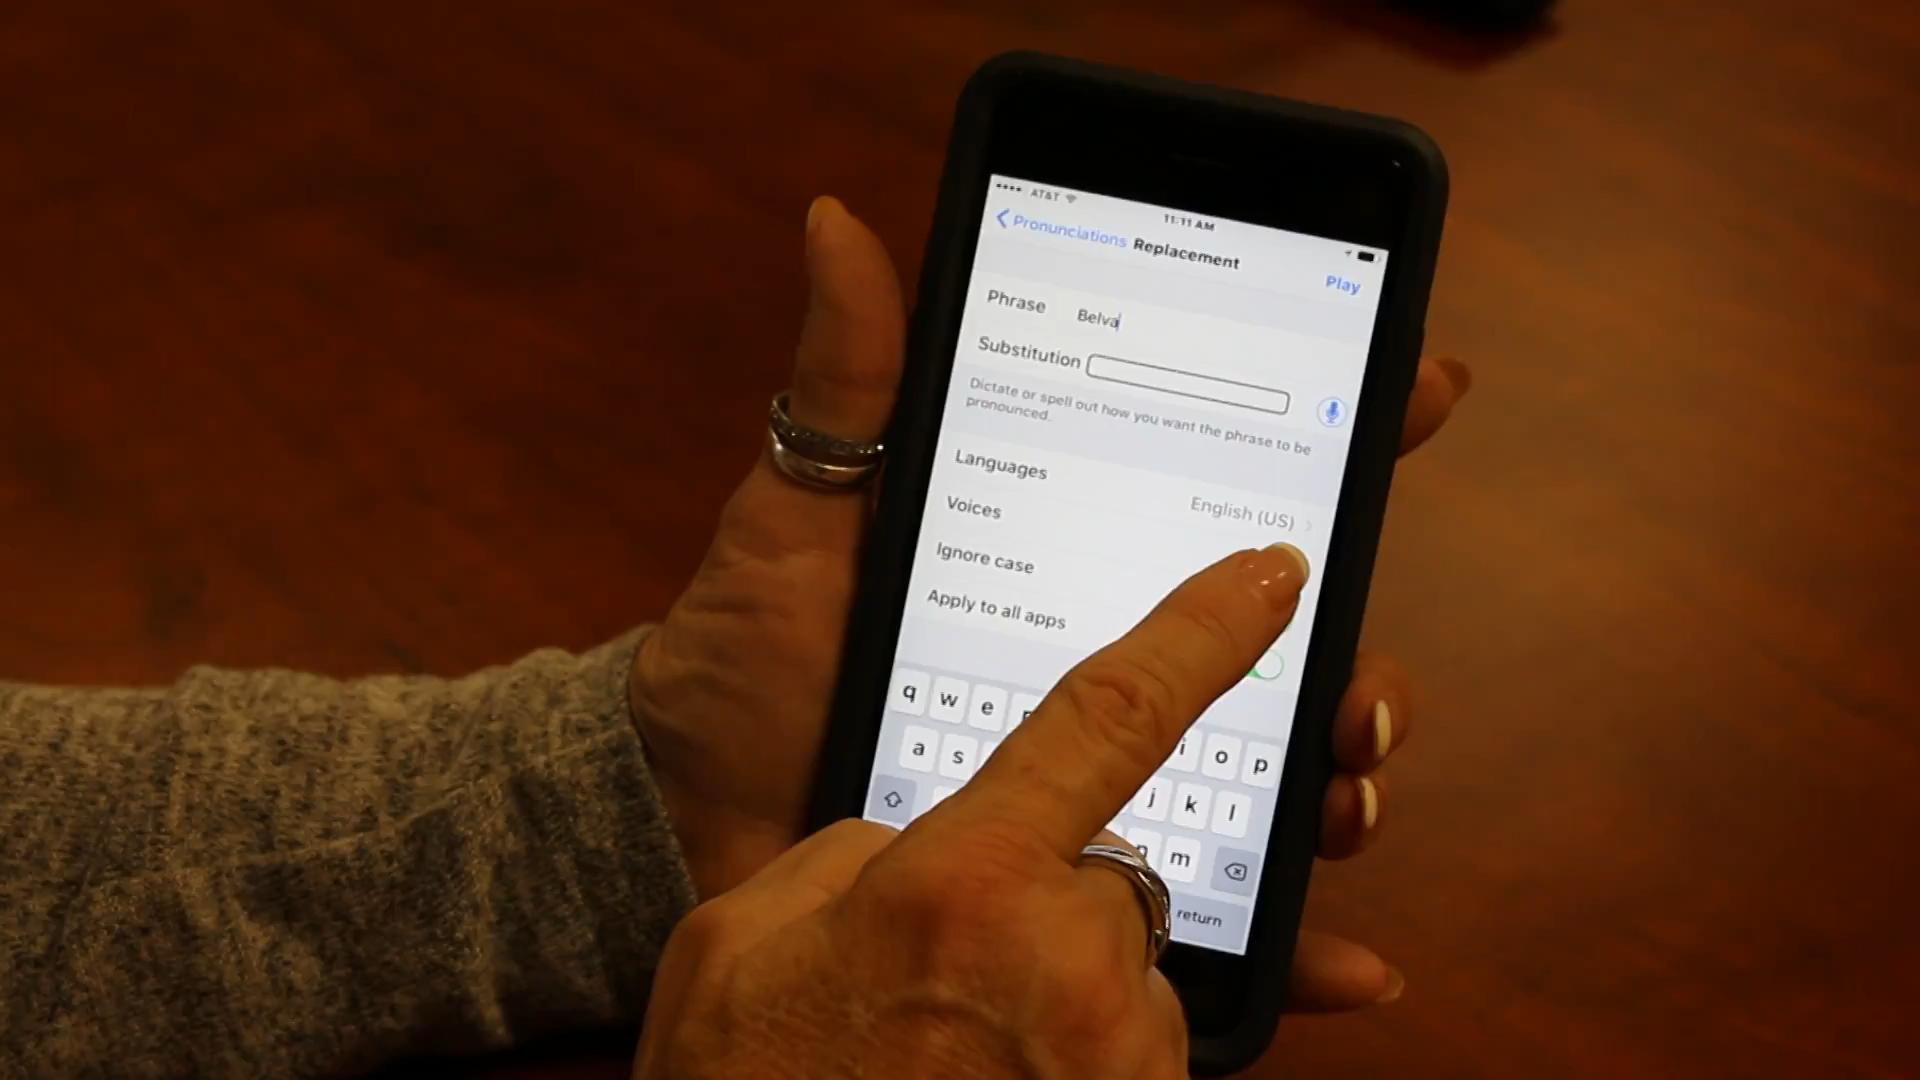 AT&T
11:11 AM
Pronunciations Replacement
Play
Phrase Belva
Substitution
Dictate or spell out how you want the phrase to be
pronounced.
Languages English (US)
Voices
Ignore case
Apply to all apps
q w e i o p
a s j k l
m
return